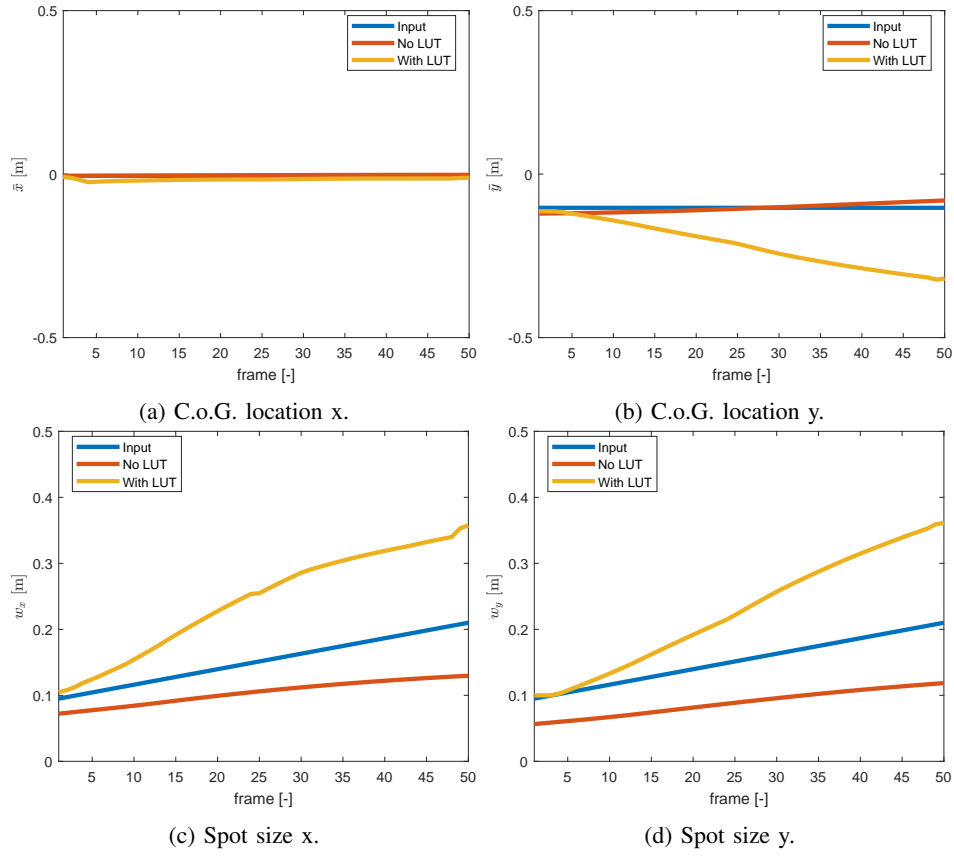 0.5
Input
No LUT
With LUT
x̄ [m]
0
-0.5
5 10 15 20 25 30 35 40 45 50
frame [-]
(a) C.o.G. location x.
0.5
Input
No LUT
With LUT
ȳ [m]
0
-0.5
5 10 15 20 25 30 35 40 45 50
frame [-]
(b) C.o.G. location y.
0.5
Input
No LUT
With LUT
0.4
0.3
w_x [m]
0.2
0.1
0
5 10 15 20 25 30 35 40 45 50
frame [-]
(c) Spot size x.
0.5
Input
No LUT
With LUT
0.4
0.3
w_y [m]
0.2
0.1
0
5 10 15 20 25 30 35 40 45 50
frame [-]
(d) Spot size y.